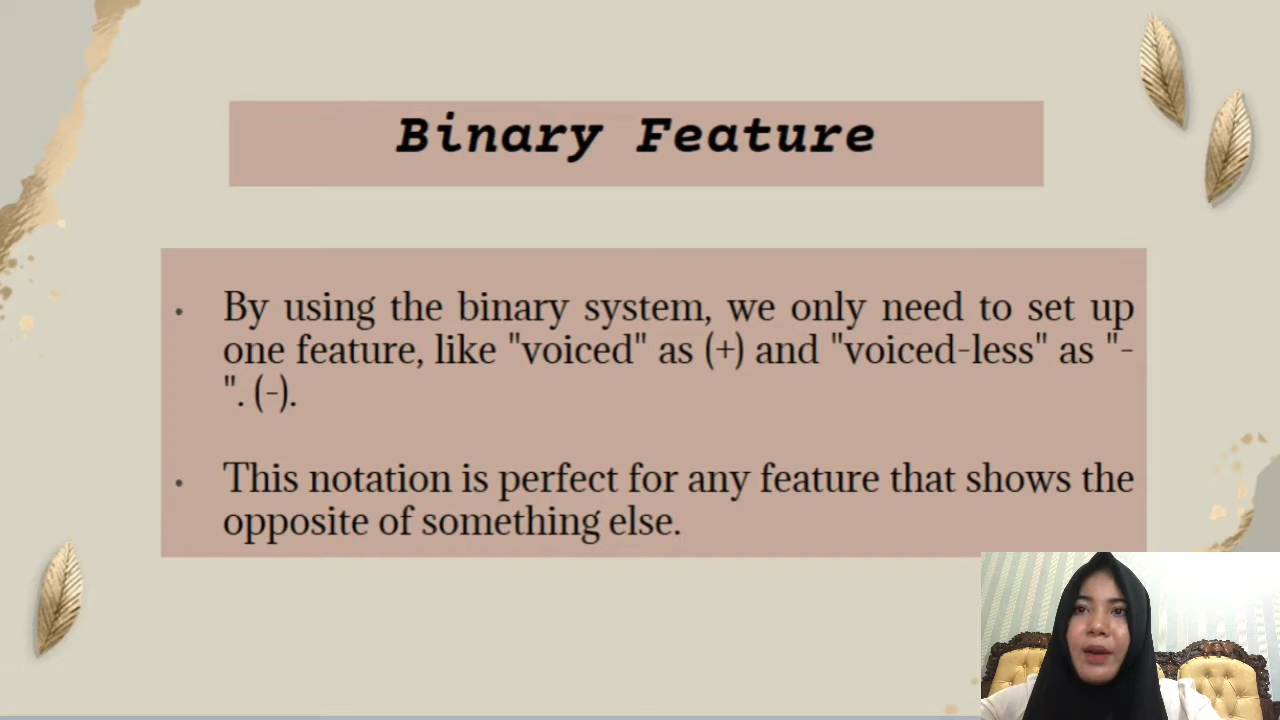 Binary Feature
• By using the binary system, we only need to set up
one feature, like "voiced" as (+) and "voiced-less" as "-
". (-).
• This notation is perfect for any feature that shows the
opposite of something else.